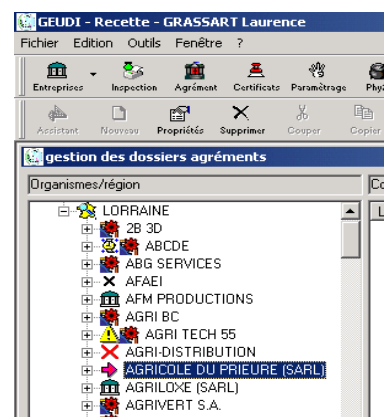 GEUDI - Recette - GRASSART Laurence
Fichier Edition Outils Fenêtre ?
Entreprises Inspection Agrément Certificats Paramètrage
Assistant Nouveau Propriétés Supprimer Couper Copier
gestion des dossiers agréments
Organismes/région
LORRAINE
2B 3D
ABCDE
ABG SERVICES
AFAEI
AFM PRODUCTIONS
AGRI BC
AGRI TECH 55
AGRI-DISTRIBUTION
AGRICOLE DU PRIEURE (SARL)
AGRILOXE (SARL)
AGRIVERT S.A.